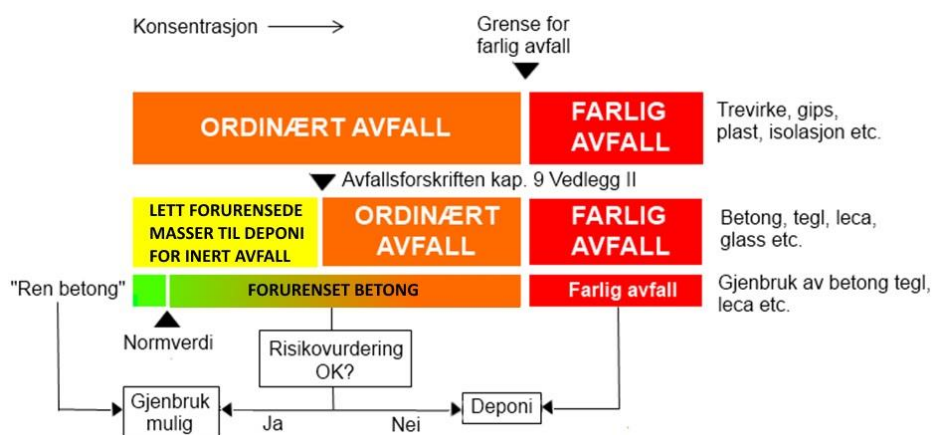 Konsentrasjon
Grense for
farlig avfall
ORDINÆRT AVFALL
FARLIG
AVFALL
Trevirke, gips,
plast, isolasjon etc.
Avfallsforskriften kap. 9 Vedlegg II
LETT FORURENSEDE
MASSER TIL DEPONI
FOR INERT AVFALL
ORDINÆRT
AVFALL
FARLIG
AVFALL
Betong, tegl, leca,
glass etc.
"Ren betong"
FORURENSET BETONG
Farlig avfall
Gjenbruk av betong tegl,
leca etc.
Normverdi
Risikovurdering
OK?
Gjenbruk
mulig
Ja
Nei
Deponi